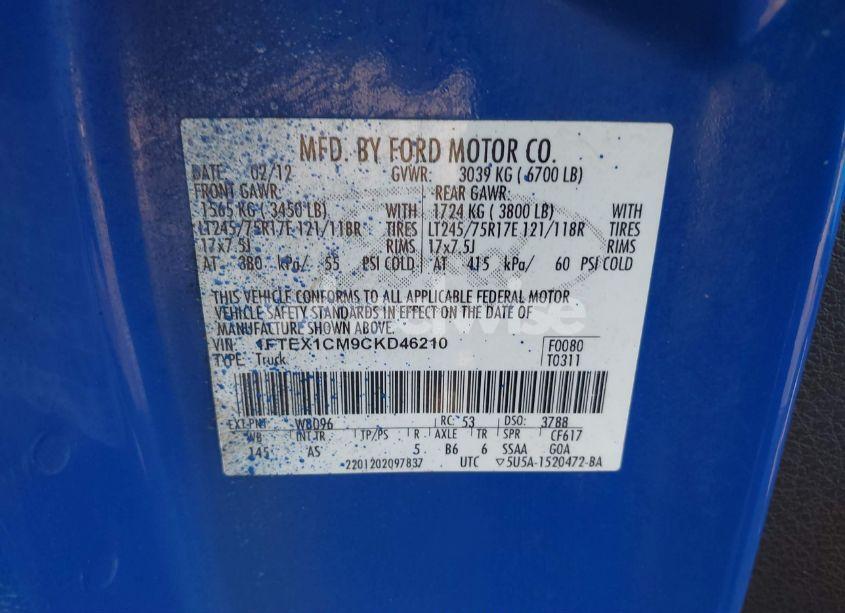 MFD. BY FORD MOTOR CO.
DATE: 02/12 GVWR: 3039 KG ( 6700 LB)
FRONT GAWR: REAR GAWR:
1565 KG ( 3450 LB) WITH 1724 KG ( 3800 LB) WITH
LT245/75R17E 121/118R TIRES LT245/75R17E 121/118R TIRES
17x7.5J RIMS 17x7.5J RIMS
AT 380 kPa/ 55 PSI COLD AT 415 kPa/ 60 PSI COLD
THIS VEHICLE CONFORMS TO ALL APPLICABLE FEDERAL MOTOR
VEHICLE SAFETY STANDARDS IN EFFECT ON THE DATE OF
MANUFACTURE SHOWN ABOVE.
VIN: 1FTEX1CM9CKD46210 F0080
TYPE: Truck T0311
EXT PNT: W8096 RC: 53 DSO: 3788
WB INT TR TP/PS R AXLE TR SPR CF617
145 AS 5 B6 6 SSAA GOA
2201202097837 UTC ▽5U5A-1520472-BA